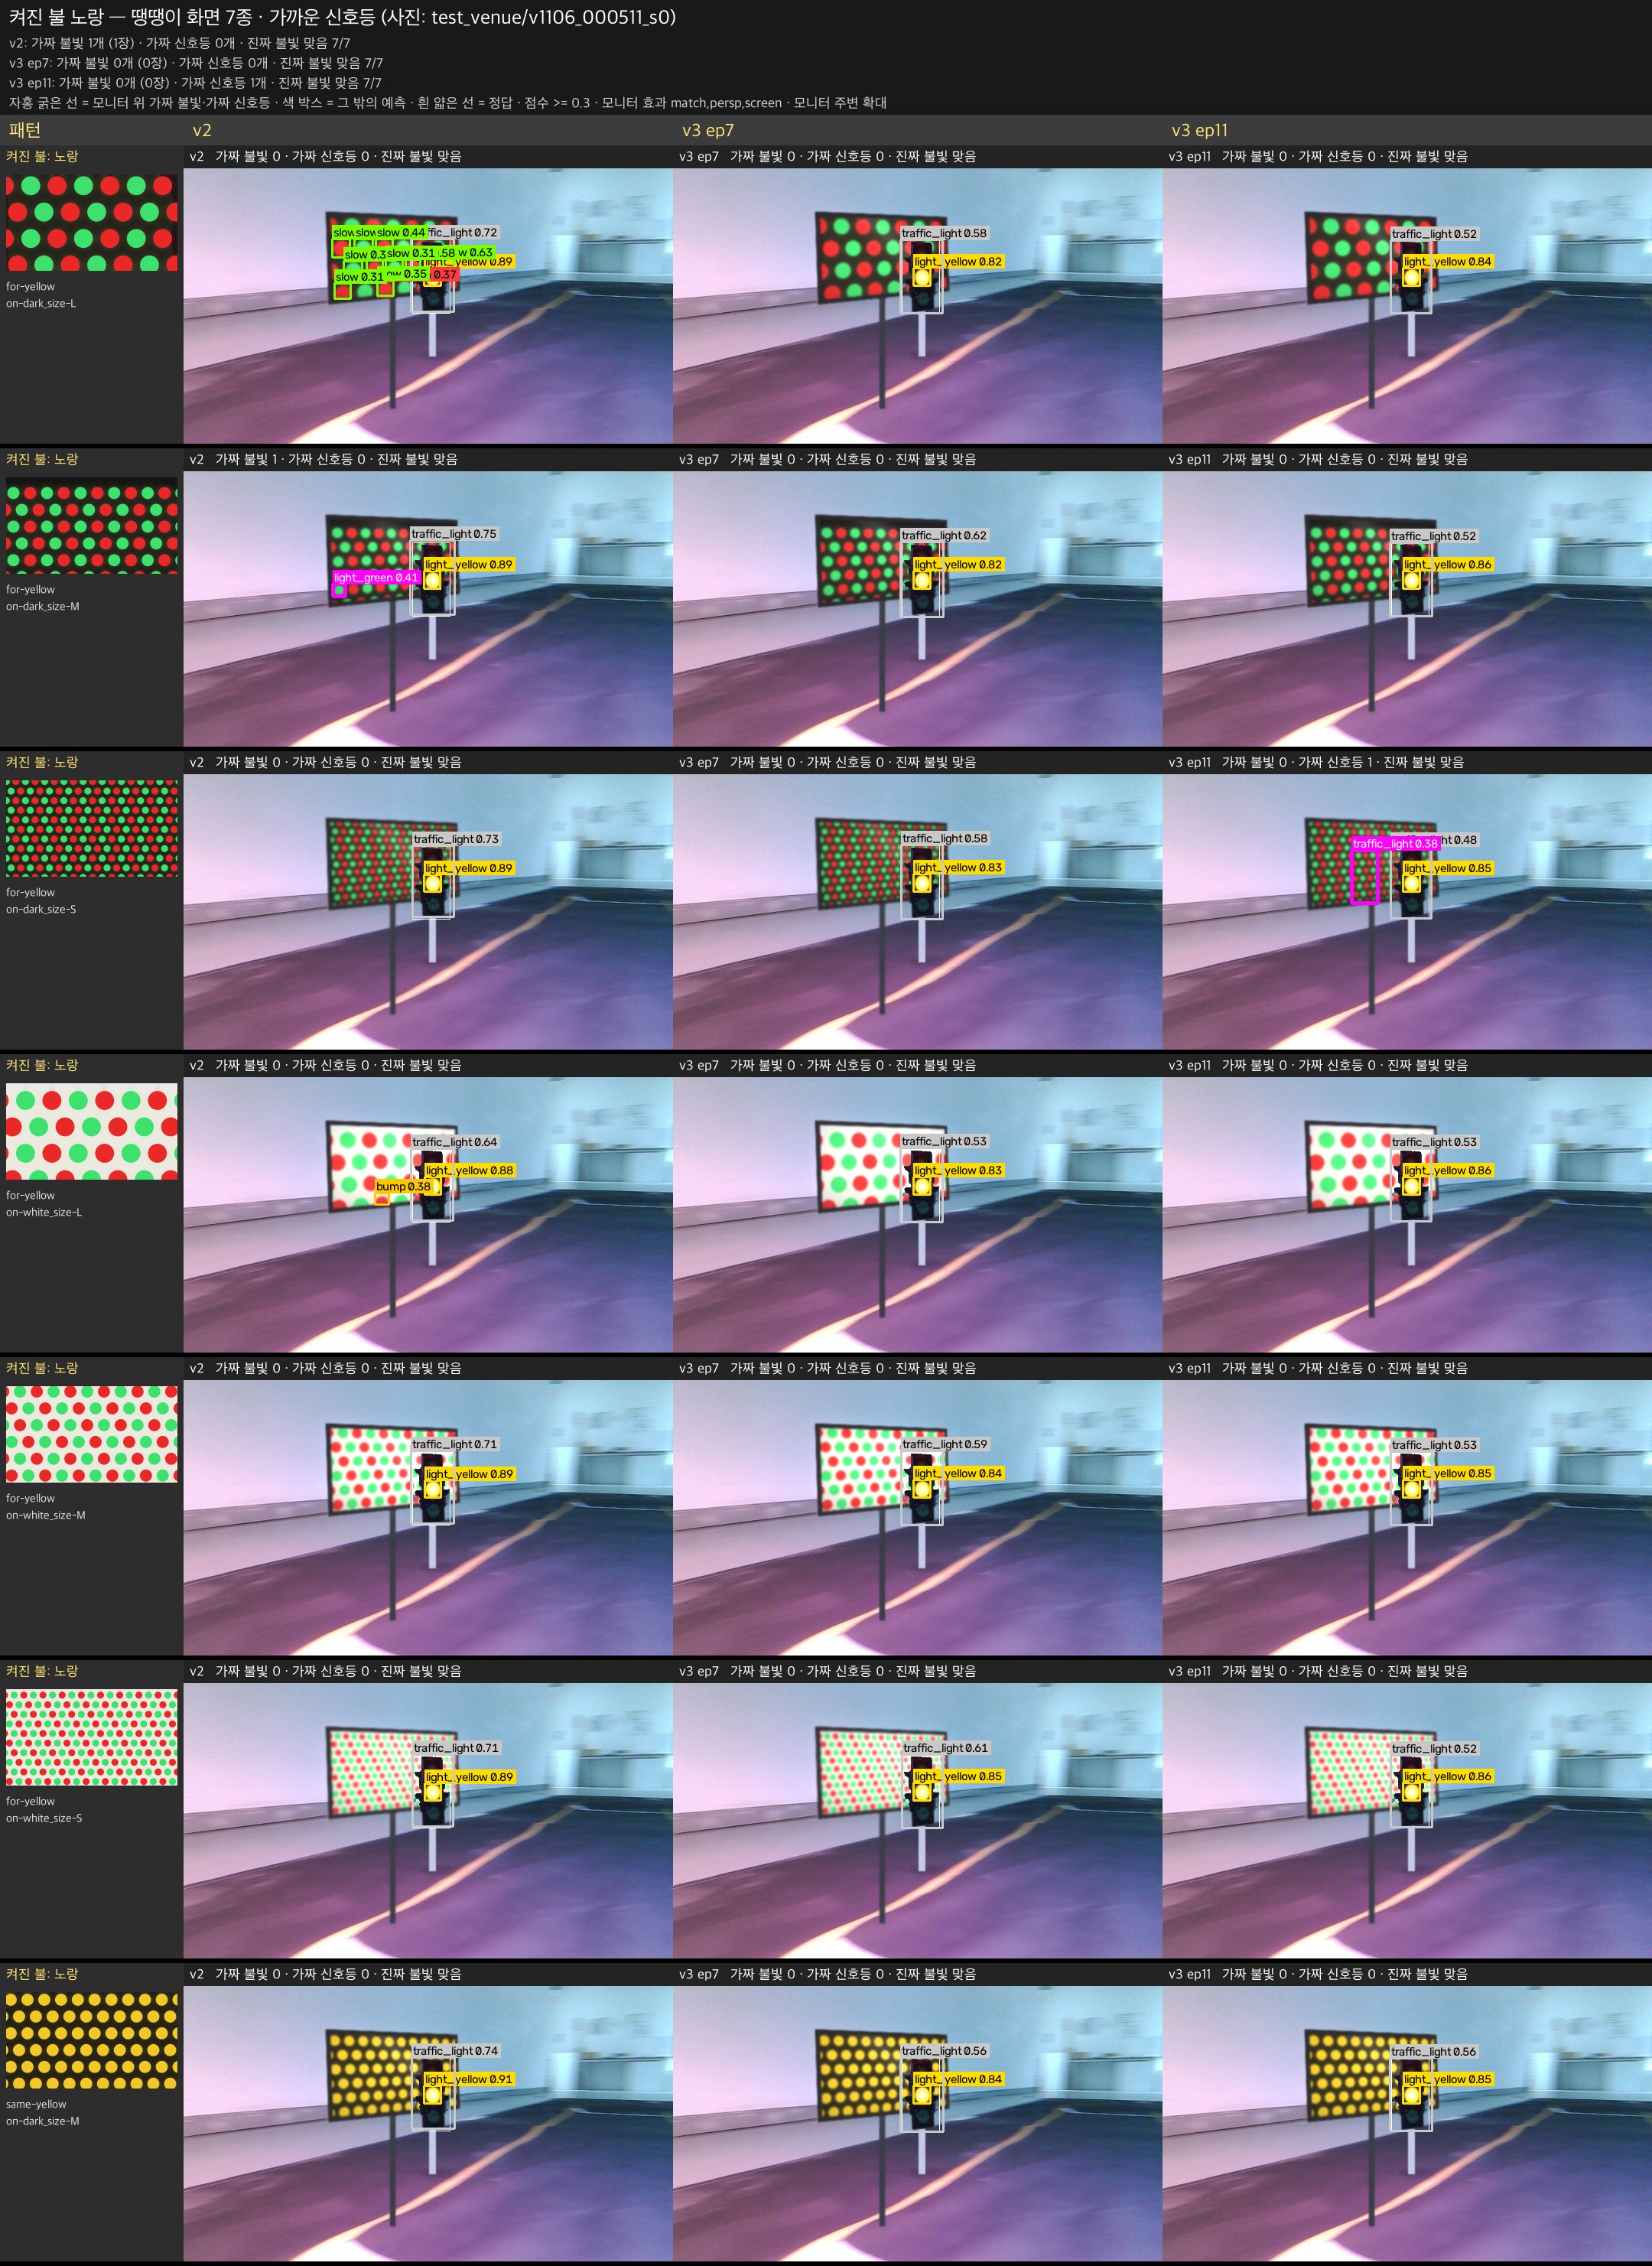 켜진 불 노랑 — 땡땡이 화면 7종 · 가까운 신호등 (사진: test_venue/v1106_000511_s0)
v2: 가짜 불빛 1개 (1장) · 가짜 신호등 0개 · 진짜 불빛 맞음 7/7
v3 ep7: 가짜 불빛 0개 (0장) · 가짜 신호등 0개 · 진짜 불빛 맞음 7/7
v3 ep11: 가짜 불빛 0개 (0장) · 가짜 신호등 1개 · 진짜 불빛 맞음 7/7
자홍 굵은 선 = 모니터 위 가짜 불빛·가짜 신호등 · 색 박스 = 그 밖의 예측 · 흰 얇은 선 = 정답 · 점수 >= 0.3 · 모니터 효과 match,persp,screen · 모니터 주변 확대
패턴 v2 v3 ep7 v3 ep11
켜진 불: 노랑
for-yellow
on-dark_size-L
v2 가짜 불빛 0 · 가짜 신호등 0 · 진짜 불빛 맞음
slow 0.44
0.72
slow 0.31
0.63
0.89
slow 0.31
0.35
0.37
v3 ep7 가짜 불빛 0 · 가짜 신호등 0 · 진짜 불빛 맞음
traffic_light 0.58
light_yellow 0.82
v3 ep11 가짜 불빛 0 · 가짜 신호등 0 · 진짜 불빛 맞음
traffic_light 0.52
light_yellow 0.84
켜진 불: 노랑
for-yellow
on-dark_size-M
v2 가짜 불빛 1 · 가짜 신호등 0 · 진짜 불빛 맞음
traffic_light 0.75
light_yellow 0.89
light_green 0.41
v3 ep7 가짜 불빛 0 · 가짜 신호등 0 · 진짜 불빛 맞음
traffic_light 0.62
light_yellow 0.82
v3 ep11 가짜 불빛 0 · 가짜 신호등 0 · 진짜 불빛 맞음
traffic_light 0.52
light_yellow 0.86
켜진 불: 노랑
for-yellow
on-dark_size-S
v2 가짜 불빛 0 · 가짜 신호등 0 · 진짜 불빛 맞음
traffic_light 0.73
light_yellow 0.89
v3 ep7 가짜 불빛 0 · 가짜 신호등 0 · 진짜 불빛 맞음
traffic_light 0.58
light_yellow 0.83
v3 ep11 가짜 불빛 0 · 가짜 신호등 1 · 진짜 불빛 맞음
0.48
traffic_light 0.38
light_yellow 0.85
켜진 불: 노랑
for-yellow
on-white_size-L
v2 가짜 불빛 0 · 가짜 신호등 0 · 진짜 불빛 맞음
traffic_light 0.64
light_yellow 0.88
bump 0.38
v3 ep7 가짜 불빛 0 · 가짜 신호등 0 · 진짜 불빛 맞음
traffic_light 0.53
light_yellow 0.83
v3 ep11 가짜 불빛 0 · 가짜 신호등 0 · 진짜 불빛 맞음
traffic_light 0.53
light_yellow 0.86
켜진 불: 노랑
for-yellow
on-white_size-M
v2 가짜 불빛 0 · 가짜 신호등 0 · 진짜 불빛 맞음
traffic_light 0.71
light_yellow 0.89
v3 ep7 가짜 불빛 0 · 가짜 신호등 0 · 진짜 불빛 맞음
traffic_light 0.59
light_yellow 0.84
v3 ep11 가짜 불빛 0 · 가짜 신호등 0 · 진짜 불빛 맞음
traffic_light 0.53
light_yellow 0.85
켜진 불: 노랑
for-yellow
on-white_size-S
v2 가짜 불빛 0 · 가짜 신호등 0 · 진짜 불빛 맞음
traffic_light 0.71
light_yellow 0.89
v3 ep7 가짜 불빛 0 · 가짜 신호등 0 · 진짜 불빛 맞음
traffic_light 0.61
light_yellow 0.85
v3 ep11 가짜 불빛 0 · 가짜 신호등 0 · 진짜 불빛 맞음
traffic_light 0.52
light_yellow 0.86
켜진 불: 노랑
same-yellow
on-dark_size-M
v2 가짜 불빛 0 · 가짜 신호등 0 · 진짜 불빛 맞음
traffic_light 0.74
light_yellow 0.91
v3 ep7 가짜 불빛 0 · 가짜 신호등 0 · 진짜 불빛 맞음
traffic_light 0.56
light_yellow 0.84
v3 ep11 가짜 불빛 0 · 가짜 신호등 0 · 진짜 불빛 맞음
traffic_light 0.56
light_yellow 0.85